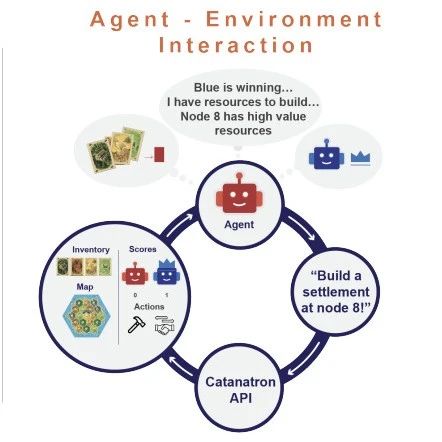 Agent - Environment
Interaction
Blue is winning...
I have resources to build...
Node 8 has high value
resources
Agent
Inventory
Scores
Map
0
1
Actions
“Build a
settlement
at node 8!”
Catanatron
API